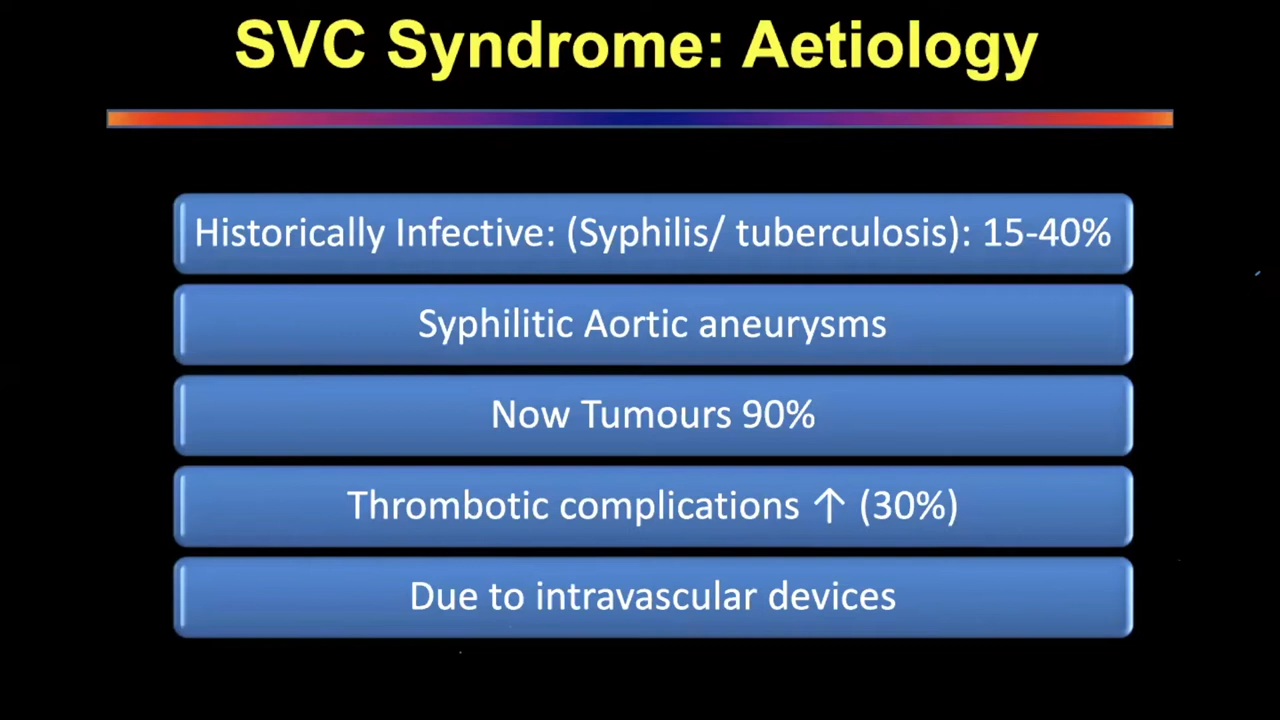 SVC Syndrome: Aetiology
Historically Infective: (Syphilis/ tuberculosis): 15-40%
Syphilitic Aortic aneurysms
Now Tumours 90%
Thrombotic complications ↑ (30%)
Due to intravascular devices